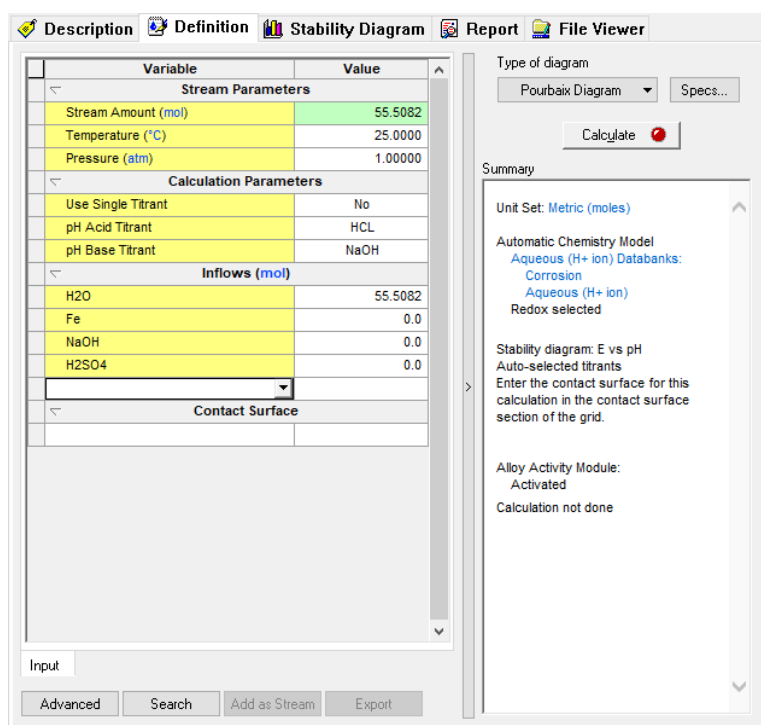 Description Definition Stability Diagram Report File Viewer
Variable Value
Stream Parameters
Stream Amount (mol) 55.5082
Temperature (°C) 25.0000
Pressure (atm) 1.00000
Calculation Parameters
Use Single Titrant No
pH Acid Titrant HCL
pH Base Titrant NaOH
Inflows (mol)
H2O 55.5082
Fe 0.0
NaOH 0.0
H2SO4 0.0
Contact Surface
Input
Advanced Search Add as Stream Export
Type of diagram
Pourbaix Diagram Specs...
Calculate
Summary
Unit Set: Metric (moles)
Automatic Chemistry Model
Aqueous (H+ ion) Databanks:
Corrosion
Aqueous (H+ ion)
Redox selected
Stability diagram: E vs pH
Auto-selected titrants
Enter the contact surface for this
calculation in the contact surface
section of the grid.
Alloy Activity Module:
Activated
Calculation not done